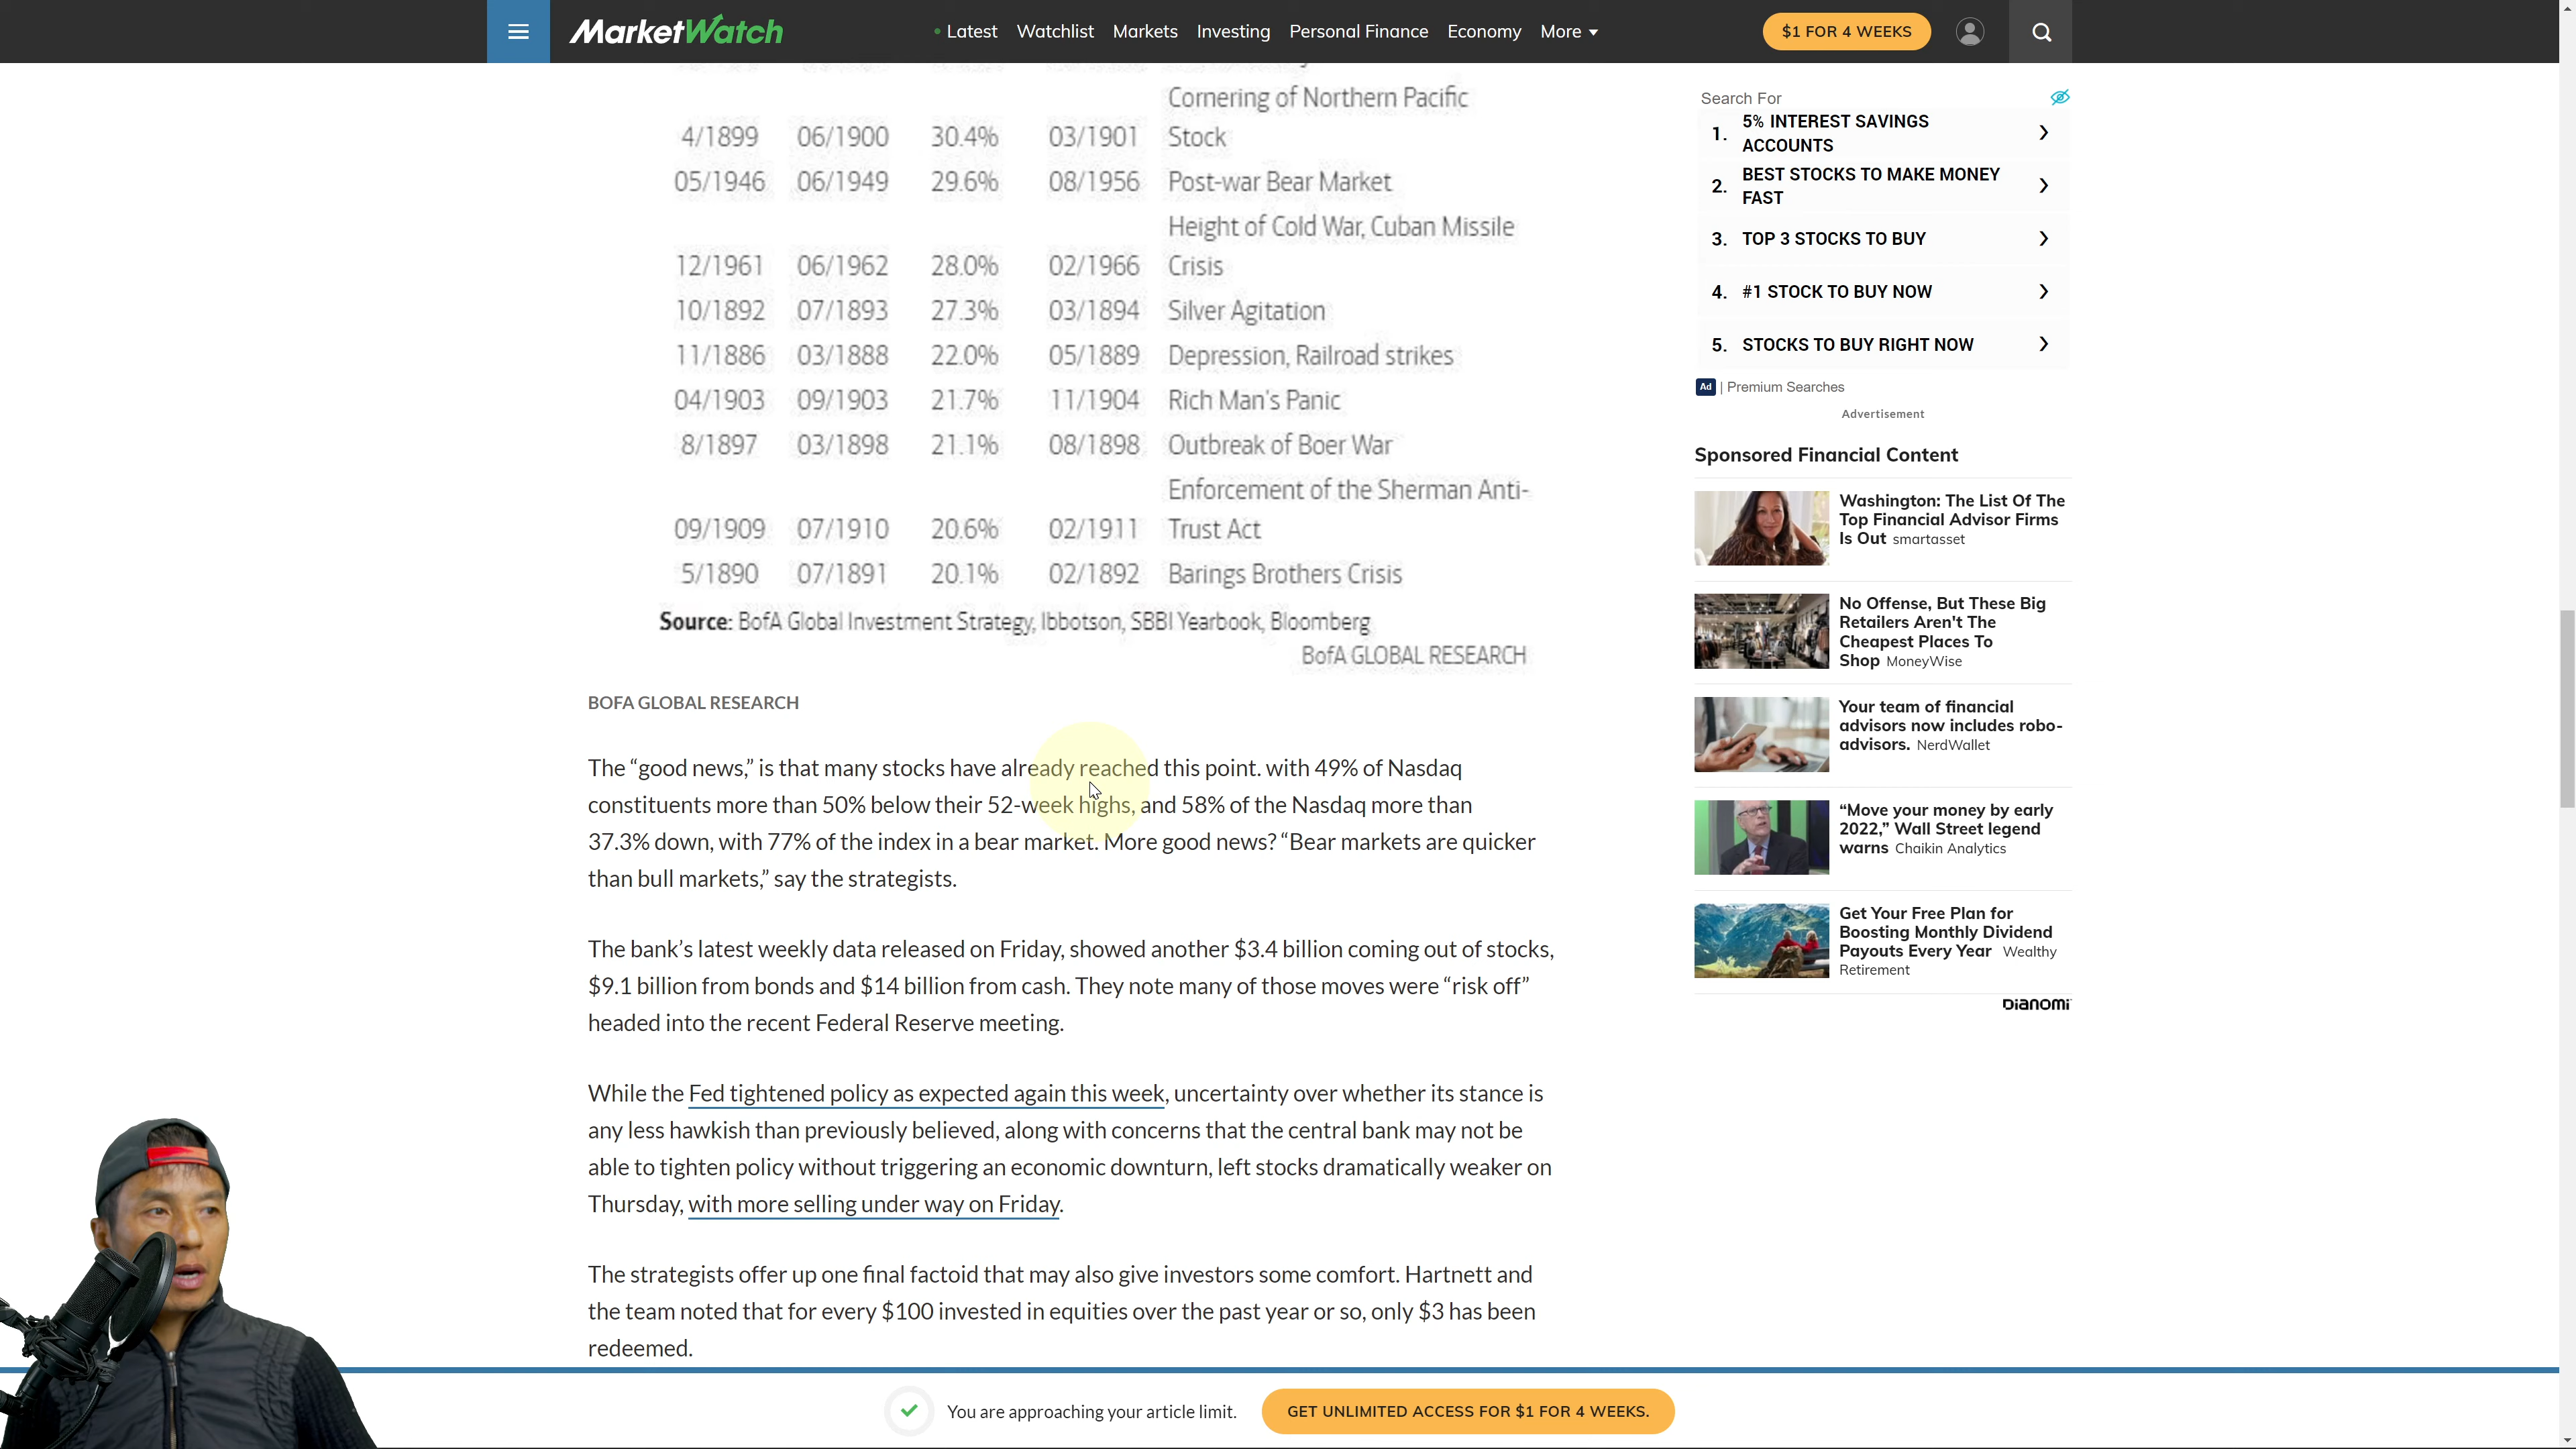 MarketWatch
Latest Watchlist Markets Investing Personal Finance Economy More
$1 FOR 4 WEEKS
Cornering of Northern Pacific
4/1899 06/1900 30.4% 03/1901 Stock
05/1946 06/1949 29.6% 08/1956 Post-war Bear Market
Height of Cold War, Cuban Missile
12/1961 06/1962 28.0% 02/1966 Crisis
10/1892 07/1893 27.3% 03/1894 Silver Agitation
11/1886 03/1888 22.0% 05/1889 Depression, Railroad strikes
04/1903 09/1903 21.7% 11/1904 Rich Man's Panic
8/1897 03/1898 21.1% 08/1898 Outbreak of Boer War
Enforcement of the Sherman Anti-
09/1909 07/1910 20.6% 02/1911 Trust Act
5/1890 07/1891 20.1% 02/1892 Barings Brothers Crisis
Source: BofA Global Investment Strategy, Ibbotson, SBBI Yearbook, Bloomberg
BofA GLOBAL RESEARCH
BOFA GLOBAL RESEARCH
The “good news,” is that many stocks have already reached this point. with 49% of Nasdaq
constituents more than 50% below their 52-week highs, and 58% of the Nasdaq more than
37.3% down, with 77% of the index in a bear market. More good news? “Bear markets are quicker
than bull markets,” say the strategists.
The bank’s latest weekly data released on Friday, showed another $3.4 billion coming out of stocks,
$9.1 billion from bonds and $14 billion from cash. They note many of those moves were “risk off”
headed into the recent Federal Reserve meeting.
While the Fed tightened policy as expected again this week, uncertainty over whether its stance is
any less hawkish than previously believed, along with concerns that the central bank may not be
able to tighten policy without triggering an economic downturn, left stocks dramatically weaker on
Thursday, with more selling under way on Friday.
The strategists offer up one final factoid that may also give investors some comfort. Hartnett and
the team noted that for every $100 invested in equities over the past year or so, only $3 has been
redeemed.
Search For
1. 5% INTEREST SAVINGS
ACCOUNTS
2. BEST STOCKS TO MAKE MONEY
FAST
3. TOP 3 STOCKS TO BUY
4. #1 STOCK TO BUY NOW
5. STOCKS TO BUY RIGHT NOW
Ad | Premium Searches
Advertisement
Sponsored Financial Content
Washington: The List Of The
Top Financial Advisor Firms
Is Out smartasset
No Offense, But These Big
Retailers Aren't The
Cheapest Places To
Shop MoneyWise
Your team of financial
advisors now includes robo-
advisors. NerdWallet
“Move your money by early
2022,” Wall Street legend
warns Chaikin Analytics
Get Your Free Plan for
Boosting Monthly Dividend
Payouts Every Year Wealthy
Retirement
DIANOMI
You are approaching your article limit. GET UNLIMITED ACCESS FOR $1 FOR 4 WEEKS.